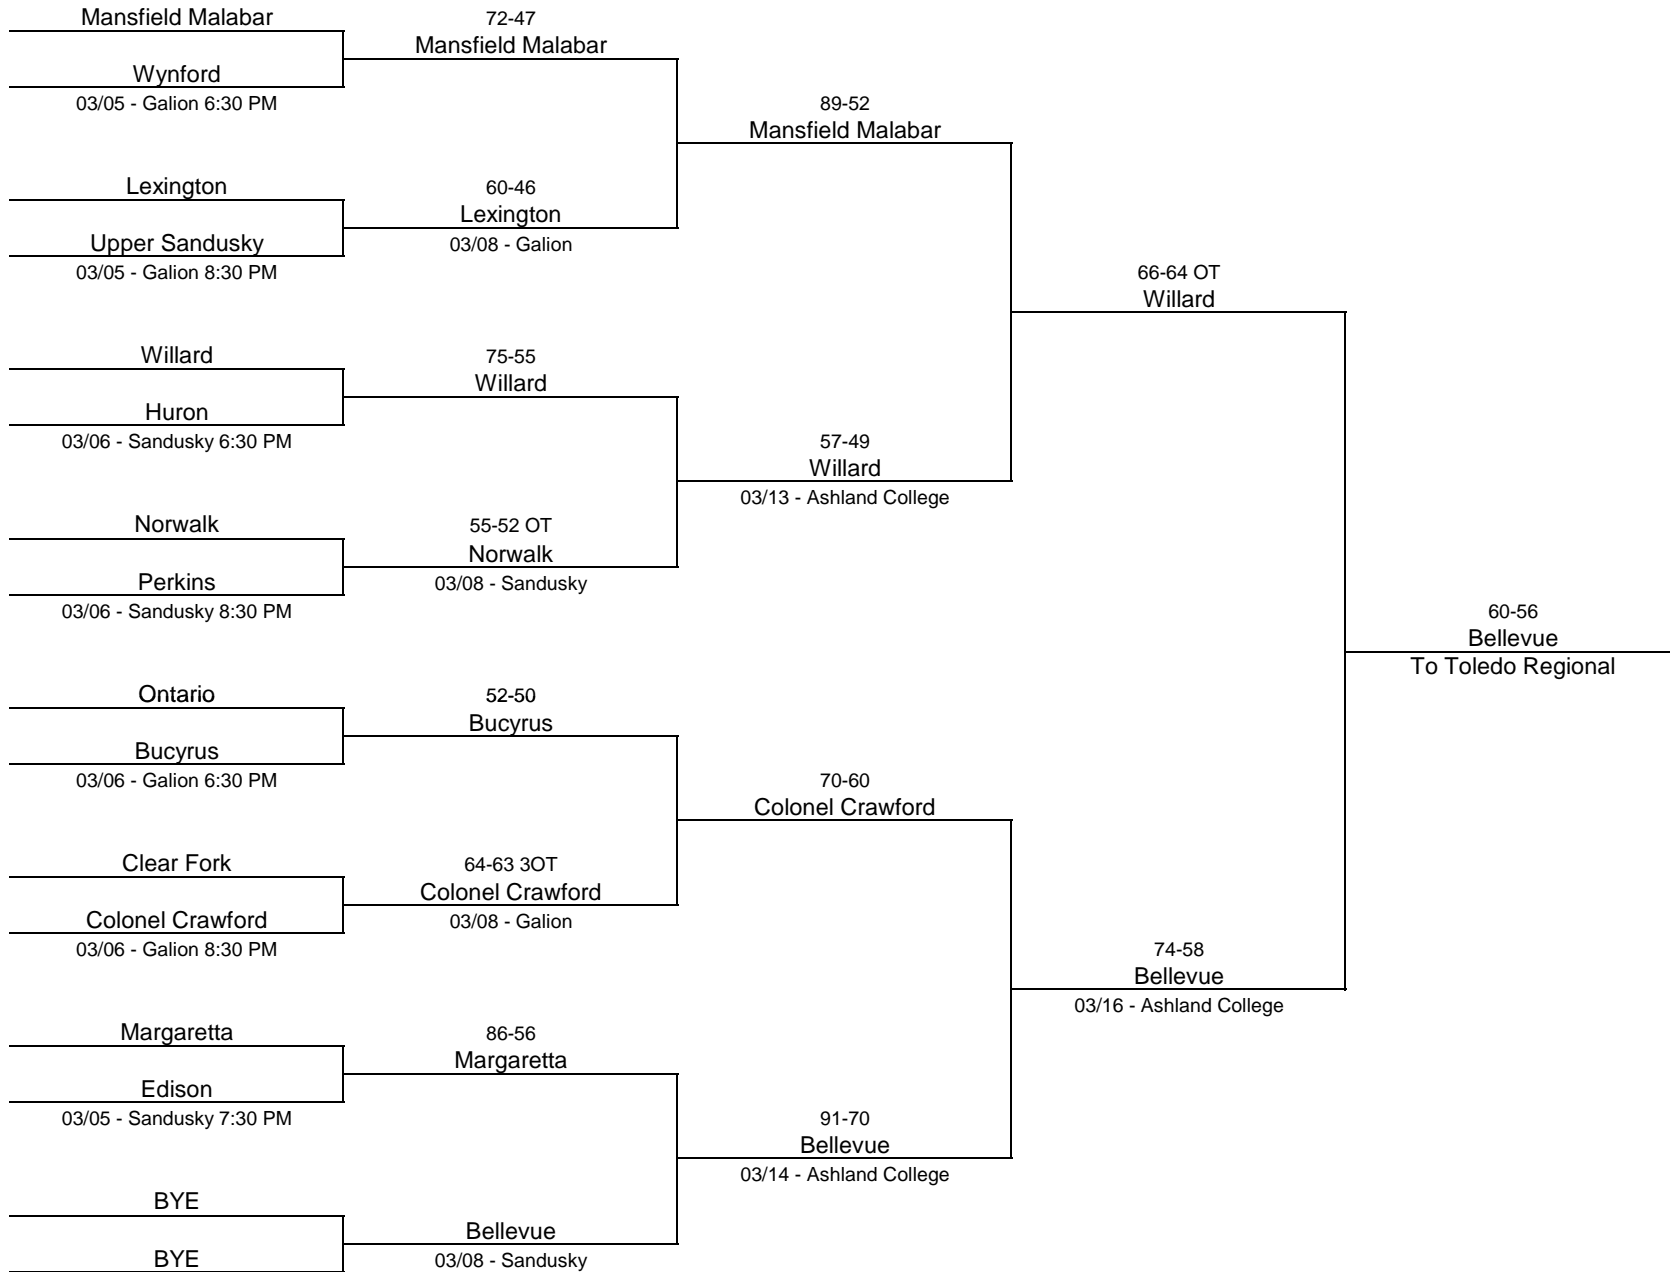 Mansfield Malabar
Wynford
03/05 - Galion 6:30 PM
Lexington
Upper Sandusky
03/05 - Galion 8:30 PM
Willard
Huron
03/06 - Sandusky 6:30 PM
Norwalk
Perkins
03/06 - Sandusky 8:30 PM
Ontario
Bucyrus
03/06 - Galion 6:30 PM
Clear Fork
Colonel Crawford
03/06 - Galion 8:30 PM
Margaretta
Edison
03/05 - Sandusky 7:30 PM
BYE
BYE
72-47
Mansfield Malabar
60-46
Lexington
03/08 - Galion
75-55
Willard
55-52 OT
Norwalk
03/08 - Sandusky
52-50
Bucyrus
64-63 3OT
Colonel Crawford
03/08 - Galion
86-56
Margaretta
Bellevue
03/08 - Sandusky
89-52
Mansfield Malabar
57-49
Willard
03/13 - Ashland College
70-60
Colonel Crawford
91-70
Bellevue
03/14 - Ashland College
66-64 OT
Willard
74-58
Bellevue
03/16 - Ashland College
60-56
Bellevue
To Toledo Regional